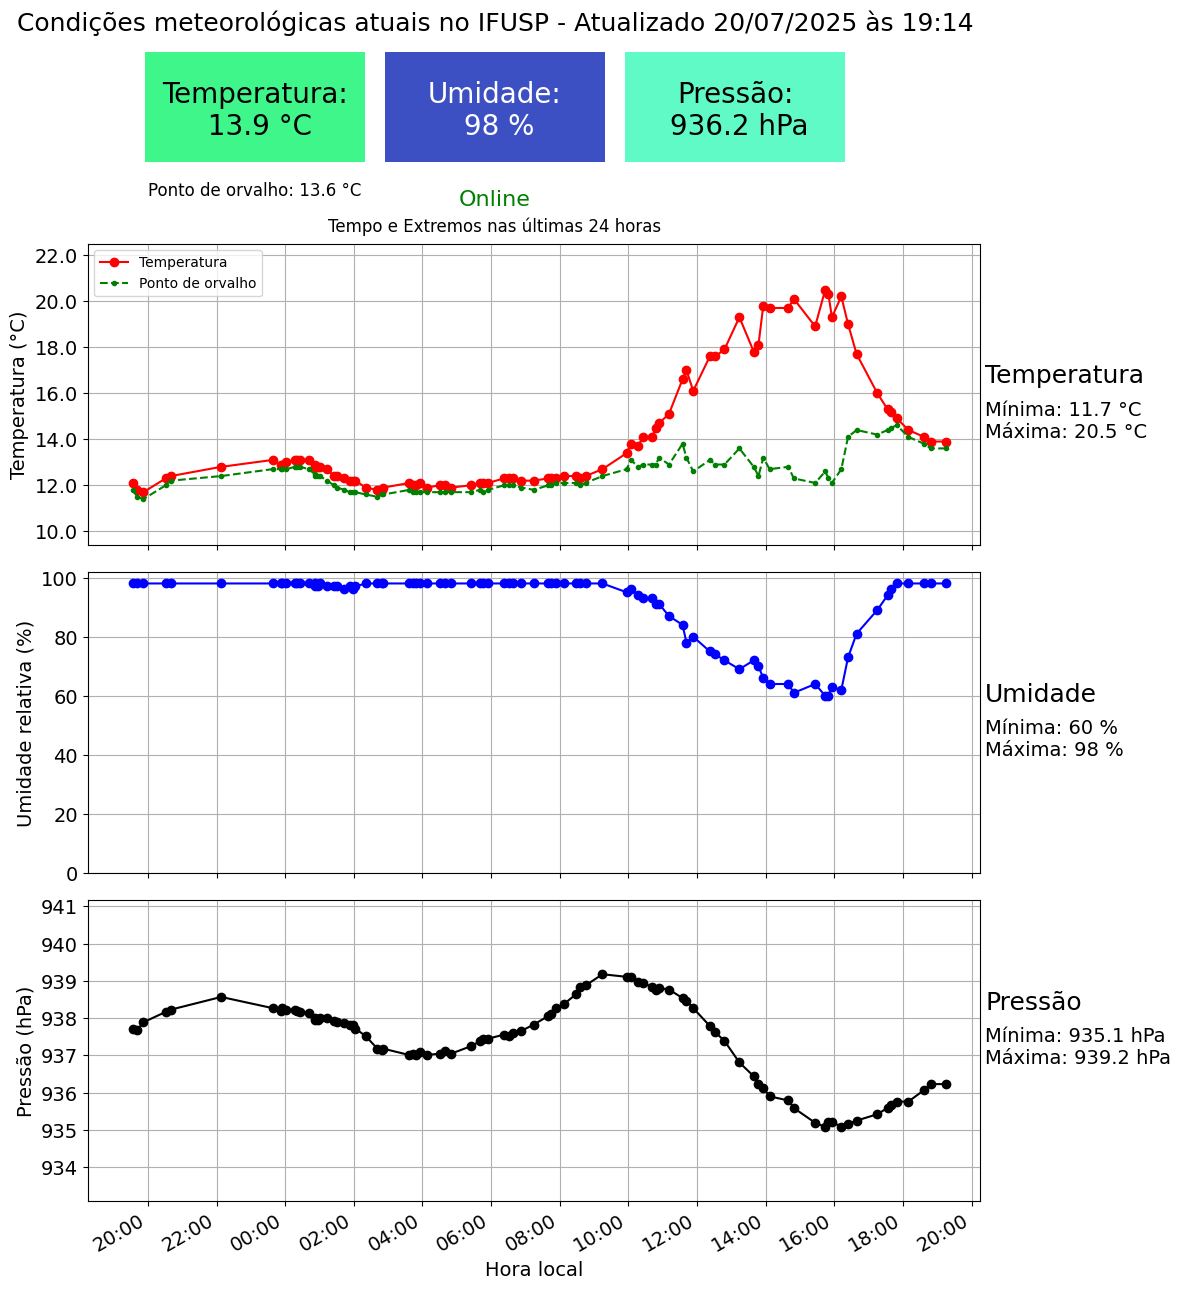 Condições meteorológicas atuais no IFUSP - Atualizado 20/07/2025 às 19:14
Temperatura:
13.9 °C
Umidade:
98 %
Pressão:
936.2 hPa
Ponto de orvalho: 13.6 °C
Online
Tempo e Extremos nas últimas 24 horas
Temperatura
Ponto de orvalho
Temperatura (°C)
22.0
20.0
18.0
16.0
14.0
12.0
10.0
Temperatura
Mínima: 11.7 °C
Máxima: 20.5 °C
Umidade relativa (%)
100
80
60
40
20
0
Umidade
Mínima: 60 %
Máxima: 98 %
Pressão (hPa)
941
940
939
938
937
936
935
934
Pressão
Mínima: 935.1 hPa
Máxima: 939.2 hPa
20:00 22:00 00:00 02:00 04:00 06:00 08:00 10:00 12:00 14:00 16:00 18:00 20:00
Hora local